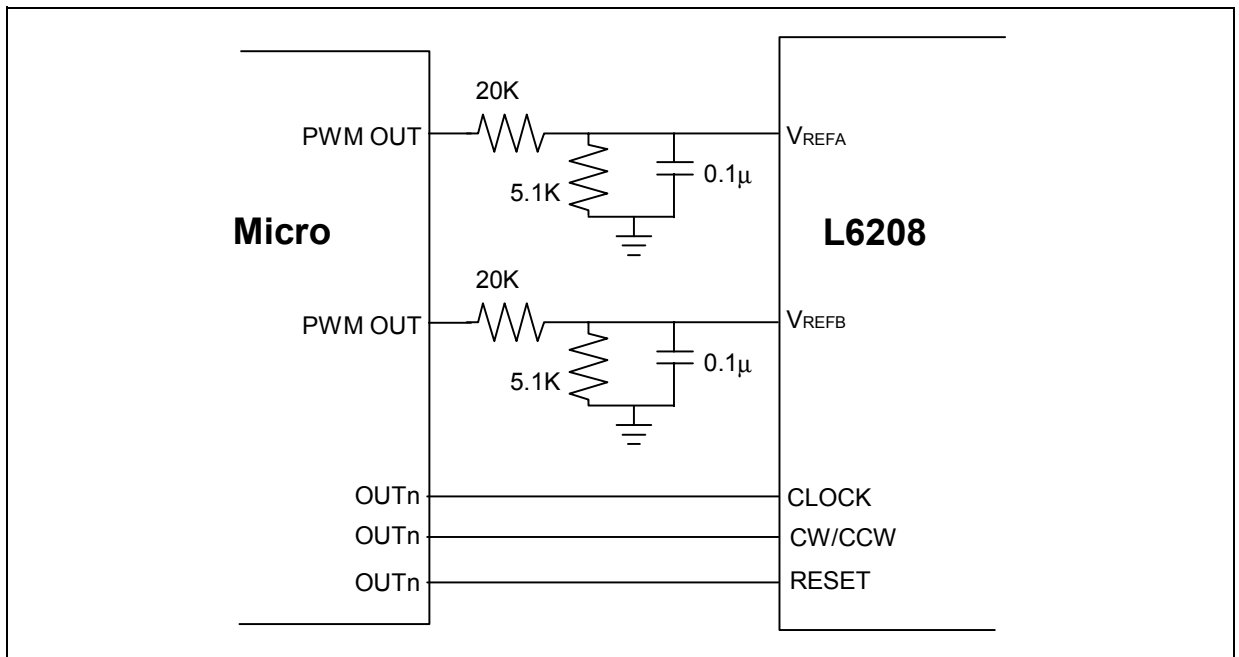 20K
PWM OUT
VREFA
5.1K
0.1μ
Micro
L6208
20K
PWM OUT
VREFB
5.1K
0.1μ
OUTn
CLOCK
OUTn
CW/CCW
OUTn
RESET